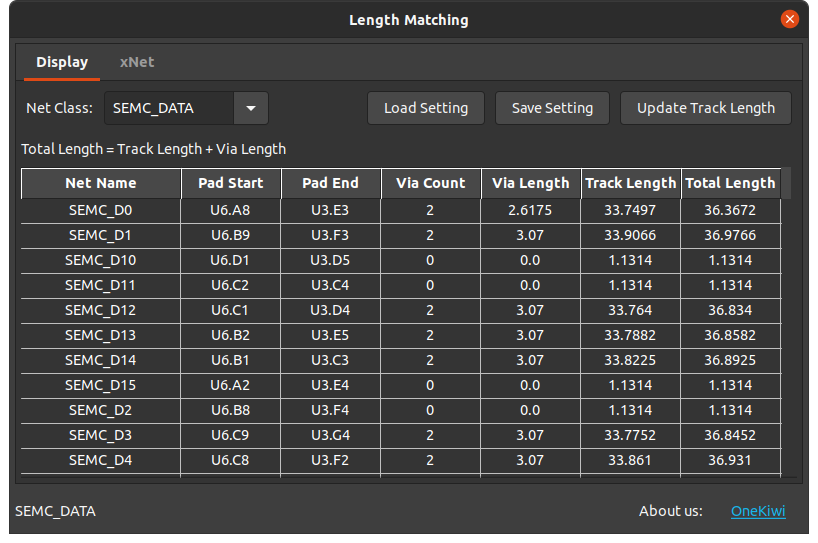 Length Matching
Display xNet
Net Class: SEMC_DATA Load Setting Save Setting Update Track Length
Total Length = Track Length + Via Length
Net Name Pad Start Pad End Via Count Via Length Track Length Total Length
SEMC_D0 U6.A8 U3.E3 2 2.6175 33.7497 36.3672
SEMC_D1 U6.B9 U3.F3 2 3.07 33.9066 36.9766
SEMC_D10 U6.D1 U3.D5 0 0.0 1.1314 1.1314
SEMC_D11 U6.C2 U3.C4 0 0.0 1.1314 1.1314
SEMC_D12 U6.C1 U3.D4 2 3.07 33.764 36.834
SEMC_D13 U6.B2 U3.E5 2 3.07 33.7882 36.8582
SEMC_D14 U6.B1 U3.C3 2 3.07 33.8225 36.8925
SEMC_D15 U6.A2 U3.E4 0 0.0 1.1314 1.1314
SEMC_D2 U6.B8 U3.F4 0 0.0 1.1314 1.1314
SEMC_D3 U6.C9 U3.G4 2 3.07 33.7752 36.8452
SEMC_D4 U6.C8 U3.F2 2 3.07 33.861 36.931
SEMC_DATA About us: OneKiwi